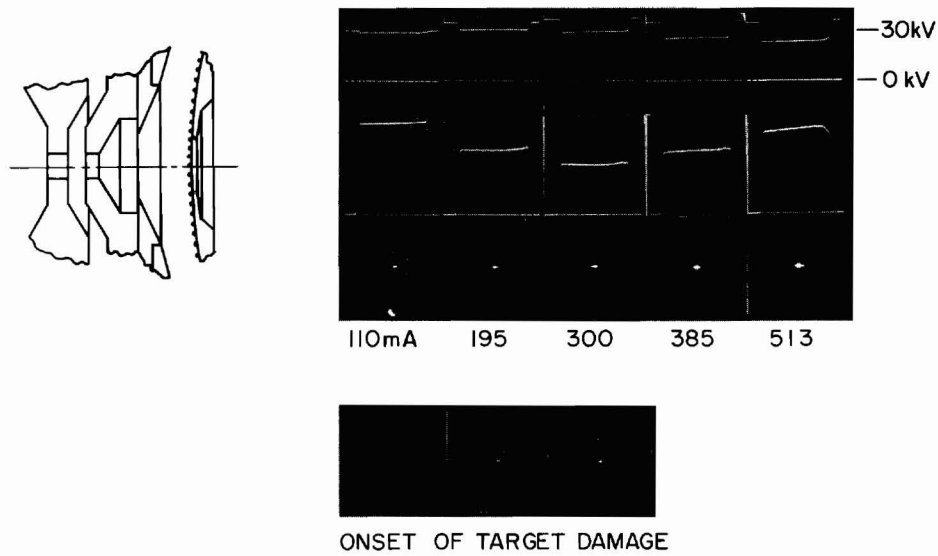 30kV
0 kV
110mA 195 300 385 513
ONSET OF TARGET DAMAGE